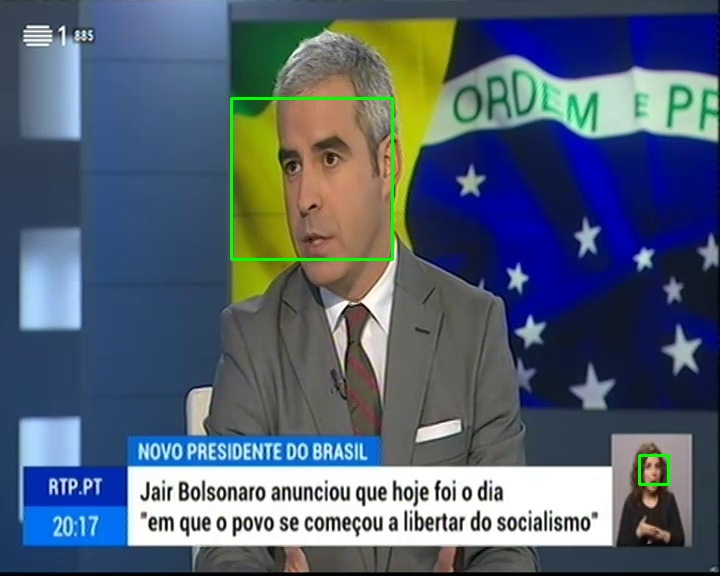 1 885
ORDEM E PR
NOVO PRESIDENTE DO BRASIL
RTP.PT
Jair Bolsonaro anunciou que hoje foi o dia
20:17
"em que o povo se começou a libertar do socialismo"